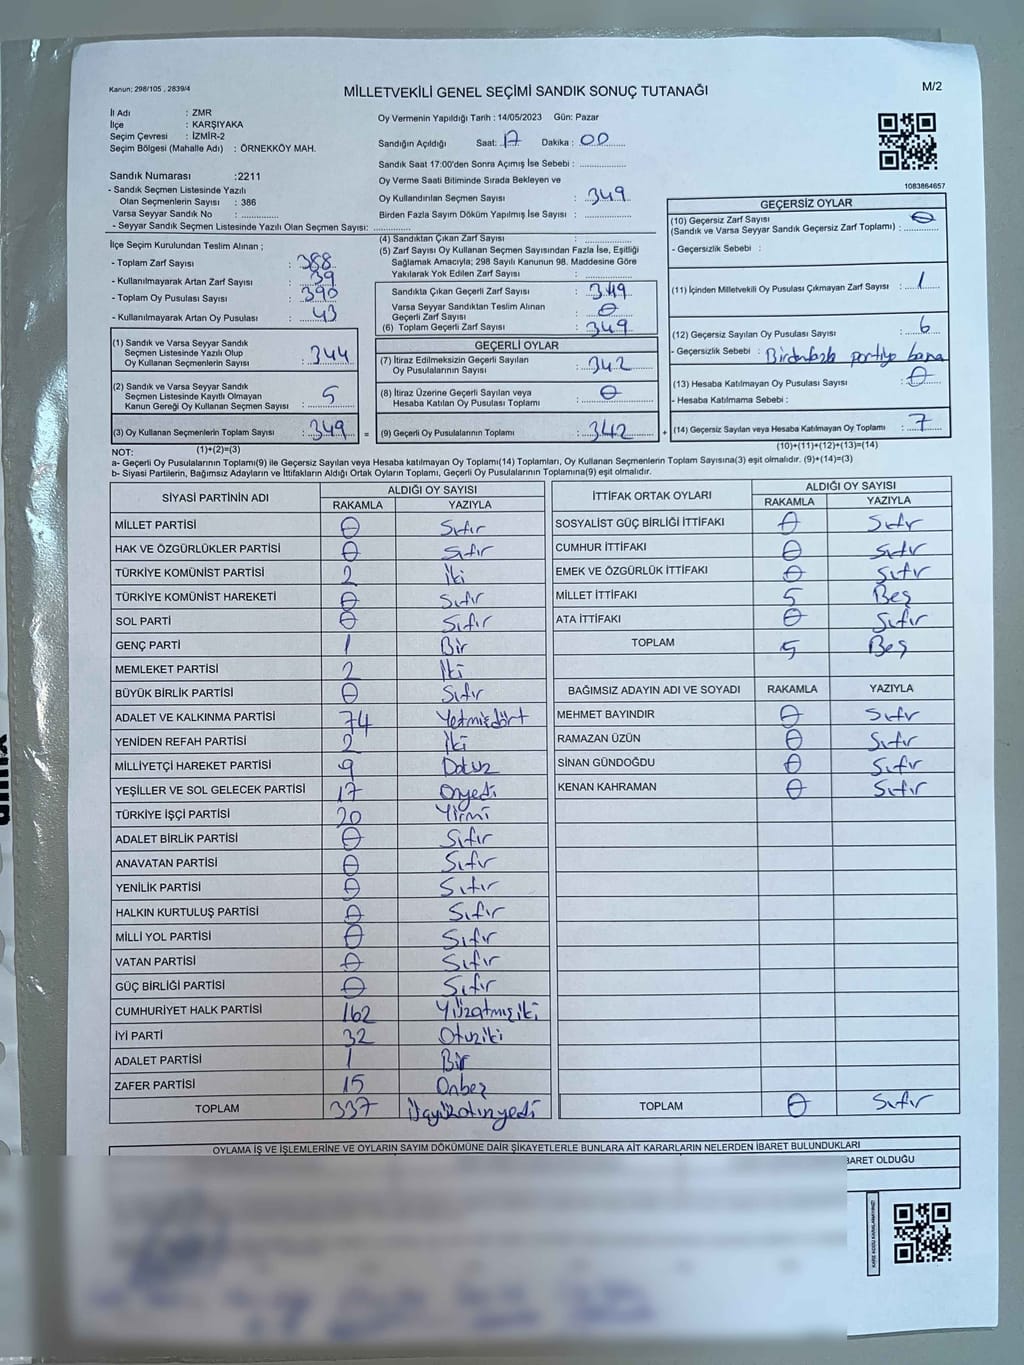 Kanun: 298/105 , 2839/4
MİLLETVEKİLİ GENEL SEÇİMİ SANDIK SONUÇ TUTANAĞI
M/2
İl Adı : ZMR
İlçe : KARŞIYAKA
Seçim Çevresi : İZMİR-2
Seçim Bölgesi (Mahalle Adı) : ÖRNEKKÖY MAH.
Sandık Numarası :2211
- Sandık Seçmen Listesinde Yazılı
Olan Seçmenlerin Sayısı : 386
Varsa Seyyar Sandık No : ..............
- Seyyar Sandık Seçmen Listesinde Yazılı Olan Seçmen Sayısı: ..............
Oy Vermenin Yapıldığı Tarih : 14/05/2023 Gün: Pazar
Sandığın Açıldığı Saat: 17 Dakika : 00
Sandık Saat 17:00'den Sonra Açımış İse Sebebi : ..............
Oy Verme Saati Bitiminde Sırada Bekleyen ve
Oy Kullandırılan Seçmen Sayısı : 349
Birden Fazla Sayım Döküm Yapılmış İse Sayısı : ..............
1083864657
İlçe Seçim Kurulundan Teslim Alınan ;
- Toplam Zarf Sayısı : 388
- Kullanılmayarak Artan Zarf Sayısı : 39
- Toplam Oy Pusulası Sayısı : 390
- Kullanılmayarak Artan Oy Pusulası : 43
(1) Sandık ve Varsa Seyyar Sandık
Seçmen Listesinde Yazılı Olup
Oy Kullanan Seçmenlerin Sayısı : 344
(2) Sandık ve Varsa Seyyar Sandık
Seçmen Listesinde Kayıtlı Olmayan
Kanun Gereği Oy Kullanan Seçmen Sayısı : 5
(3) Oy Kullanan Seçmenlerin Toplam Sayısı : 349
(4) Sandıktan Çıkan Zarf Sayısı : ..............
(5) Zarf Sayısı Oy Kullanan Seçmen Sayısından Fazla İse, Eşitliği
Sağlamak Amacıyla; 298 Sayılı Kanunun 98. Maddesine Göre
Yakılarak Yok Edilen Zarf Sayısı : ..............
Sandıkta Çıkan Geçerli Zarf Sayısı : 349
Varsa Seyyar Sandıktan Teslim Alınan
Geçerli Zarf Sayısı : 0
(6) Toplam Geçerli Zarf Sayısı : 349
GEÇERLİ OYLAR
(7) İtiraz Edilmeksizin Geçerli Sayılan
Oy Pusulalarının Sayısı : 342
(8) İtiraz Üzerine Geçerli Sayılan veya
Hesaba Katılan Oy Pusulası Toplamı : 0
= (9) Geçerli Oy Pusulalarının Toplamı : 342
GEÇERSİZ OYLAR
(10) Geçersiz Zarf Sayısı
(Sandık ve Varsa Seyyar Sandık Geçersiz Zarf Toplamı) : 0
- Geçersizlik Sebebi :
(11) İçinden Milletvekili Oy Pusulası Çıkmayan Zarf Sayısı : 1
(12) Geçersiz Sayılan Oy Pusulası Sayısı : 6
- Geçersizlik Sebebi : Birdenfazla partiye bana
(13) Hesaba Katılmayan Oy Pusulası Sayısı : 0
- Hesaba Katılmama Sebebi :
+ (14) Geçersiz Sayılan veya Hesaba Katılmayan Oy Toplamı : 7
NOT: (1)+(2)=(3)
(10)+(11)+(12)+(13)=(14)
a- Geçerli Oy Pusulalarının Toplamı(9) ile Geçersiz Sayılan veya Hesaba katılmayan Oy Toplamı(14) Toplamları, Oy Kullanan Seçmenlerin Toplam Sayısına(3) eşit olmalıdır. (9)+(14)=(3)
b- Siyasi Partilerin, Bağımsız Adayların ve İttifakların Aldığı Ortak Oyların Toplamı, Geçerli Oy Pusulalarının Toplamına(9) eşit olmalıdır.
SİYASİ PARTİNİN ADI ALDIĞI OY SAYISI
RAKAMLA YAZIYLA
MİLLET PARTİSİ 0 Sıfır
HAK VE ÖZGÜRLÜKLER PARTİSİ 0 Sıfır
TÜRKİYE KOMÜNİST PARTİSİ 2 İki
TÜRKİYE KOMÜNİST HAREKETİ 0 Sıfır
SOL PARTİ 0 Sıfır
GENÇ PARTİ 1 Bir
MEMLEKET PARTİSİ 2 İki
BÜYÜK BİRLİK PARTİSİ 0 Sıfır
ADALET VE KALKINMA PARTİSİ 74 Yetmişdört
YENİDEN REFAH PARTİSİ 2 İki
MİLLİYETÇİ HAREKET PARTİSİ 9 Dokuz
YEŞİLLER VE SOL GELECEK PARTİSİ 17 Onyedi
TÜRKİYE İŞÇİ PARTİSİ 20 Yirmi
ADALET BİRLİK PARTİSİ 0 Sıfır
ANAVATAN PARTİSİ 0 Sıfır
YENİLİK PARTİSİ 0 Sıfır
HALKIN KURTULUŞ PARTİSİ 0 Sıfır
MİLLİ YOL PARTİSİ 0 Sıfır
VATAN PARTİSİ 0 Sıfır
GÜÇ BİRLİĞİ PARTİSİ 0 Sıfır
CUMHURİYET HALK PARTİSİ 162 Yüzatmışiki
İYİ PARTİ 32 Otuziki
ADALET PARTİSİ 1 Bir
ZAFER PARTİSİ 15 Onbeş
TOPLAM 337
İTTİFAK ORTAK OYLARI ALDIĞI OY SAYISI
RAKAMLA YAZIYLA
SOSYALİST GÜÇ BİRLİĞİ İTTİFAKI 0 Sıfır
CUMHUR İTTİFAKI 0 Sıfır
EMEK VE ÖZGÜRLÜK İTTİFAKI 0 Sıfır
MİLLET İTTİFAKI 5 Beş
ATA İTTİFAKI 0 Sıfır
TOPLAM 5 Beş
BAĞIMSIZ ADAYIN ADI VE SOYADI RAKAMLA YAZIYLA
MEHMET BAYINDIR 0 Sıfır
RAMAZAN ÜZÜN 0 Sıfır
SİNAN GÜNDOĞDU 0 Sıfır
KENAN KAHRAMAN 0 Sıfır
TOPLAM 0 Sıfır
OYLAMA İŞ VE İŞLEMLERİNE VE OYLARIN SAYIM DÖKÜMÜNE DAİR ŞİKAYETLERLE BUNLARA AİT KARARLARIN NELERDEN İBARET BULUNDUKLARI
BARET OLDUĞU